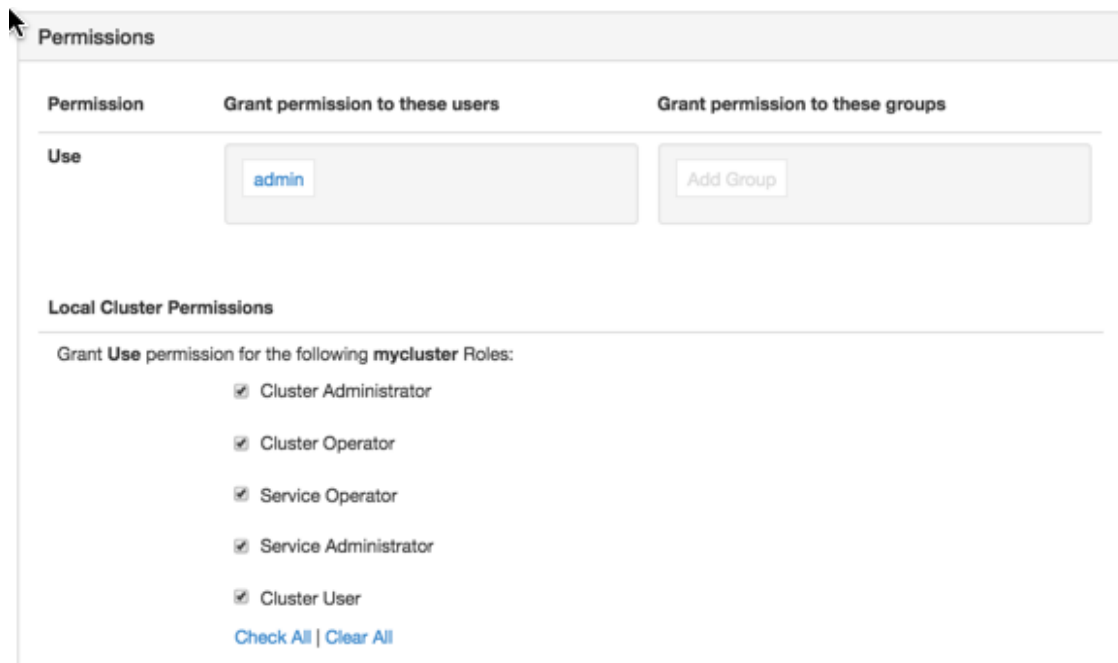 Permissions
Permission Grant permission to these users Grant permission to these groups
Use admin Add Group
Local Cluster Permissions
Grant Use permission for the following mycluster Roles:
Cluster Administrator
Cluster Operator
Service Operator
Service Administrator
Cluster User
Check All | Clear All